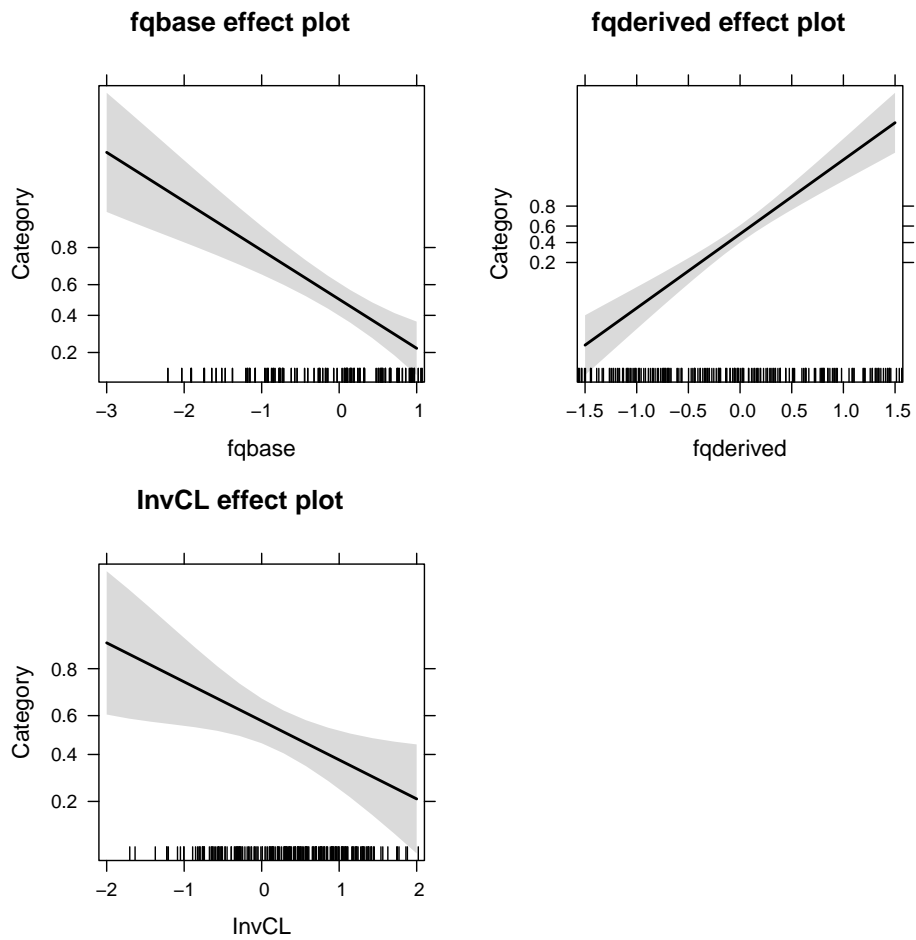 fqbase effect plot
Category
0.8
0.6
0.4
0.2
−3 −2 −1 0 1
fqbase
fqderived effect plot
Category
0.8
0.6
0.4
0.2
−1.5 −1.0 −0.5 0.0 0.5 1.0 1.5
fqderived
InvCL effect plot
Category
0.8
0.6
0.4
0.2
−2 −1 0 1 2
InvCL